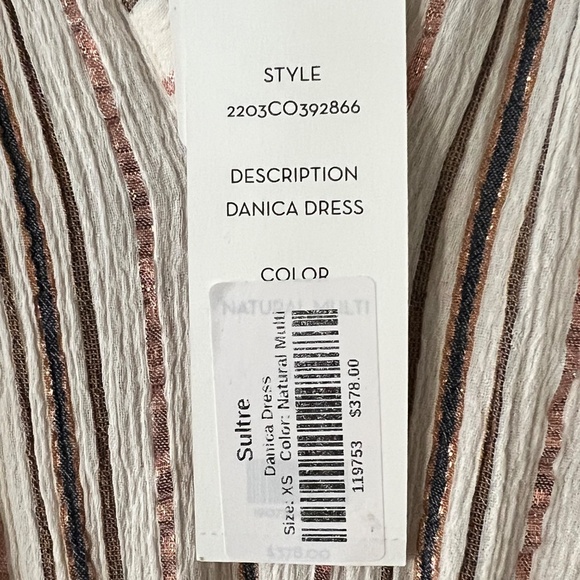 STYLE
2203CO392866
DESCRIPTION
DANICA DRESS
COLOR
NATURAL MULTI
Sultre
Danica Dress
Size: XS Color: Natural Multi
119753 $378.00
$378.00